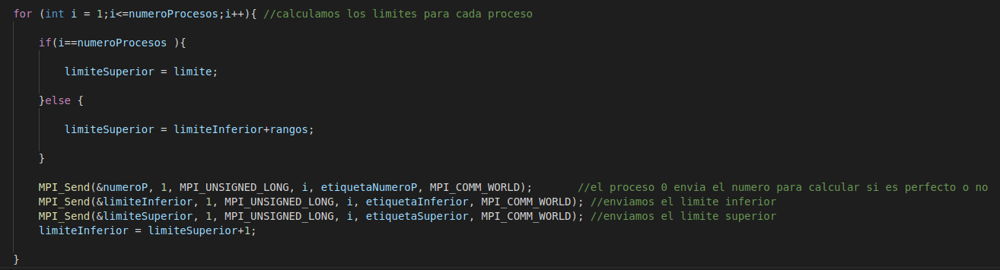 for (int i = 1;i<=numeroProcesos;i++){ //calculamos los limites para cada proceso
if(i==numeroProcesos ){
limiteSuperior = limite;
}else {
limiteSuperior = limiteInferior+rangos;
}
MPI_Send(&numeroP, 1, MPI_UNSIGNED_LONG, i, etiquetaNumeroP, MPI_COMM_WORLD);       //el proceso 0 envia el numero para calcular si es perfecto o no
MPI_Send(&limiteInferior, 1, MPI_UNSIGNED_LONG, i, etiquetaInferior, MPI_COMM_WORLD); //enviamos el limite inferior
MPI_Send(&limiteSuperior, 1, MPI_UNSIGNED_LONG, i, etiquetaSuperior, MPI_COMM_WORLD); //enviamos el limite superior
limiteInferior = limiteSuperior+1;
}